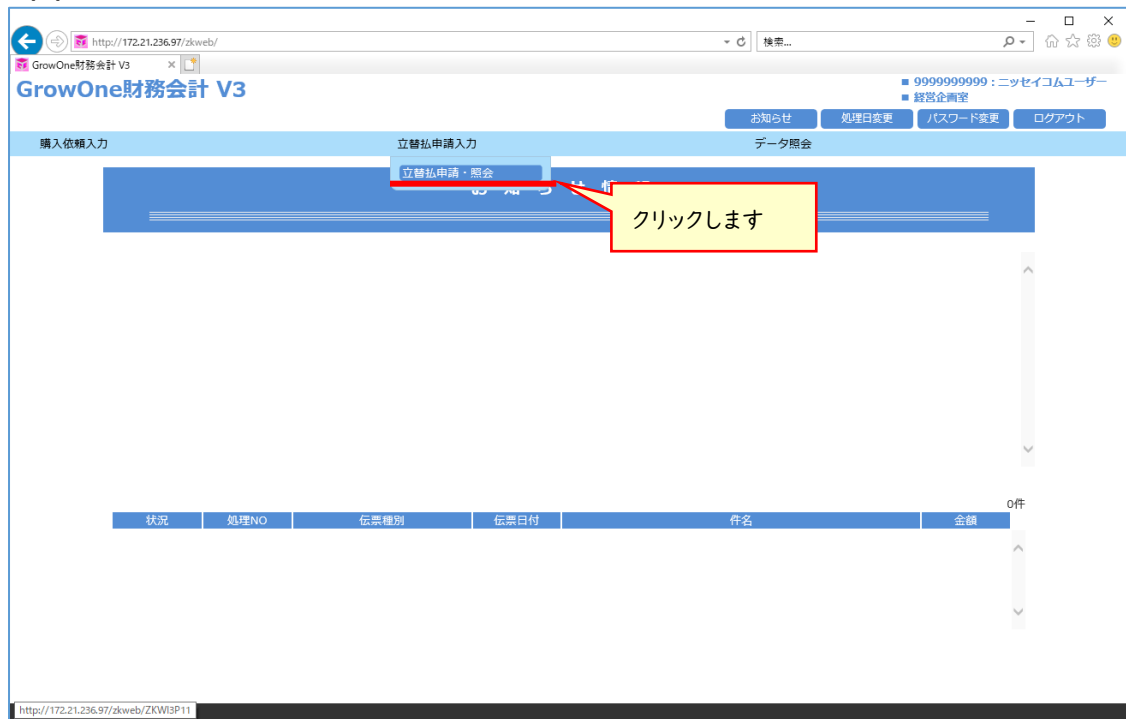 http://172.21.236.97/zkweb/
検索...
GrowOne財務会計 V3
GrowOne財務会計 V3
■ 9999999999：ニッセイコムユーザー
■ 経営企画室
お知らせ 処理日変更 パスワード変更 ログアウト
購入依頼入力 立替払申請入力 データ照会
立替払申請・照会
クリックします
0件
状況 処理NO 伝票種別 伝票日付 件名 金額
http://172.21.236.97/zkweb/ZKWI3P11